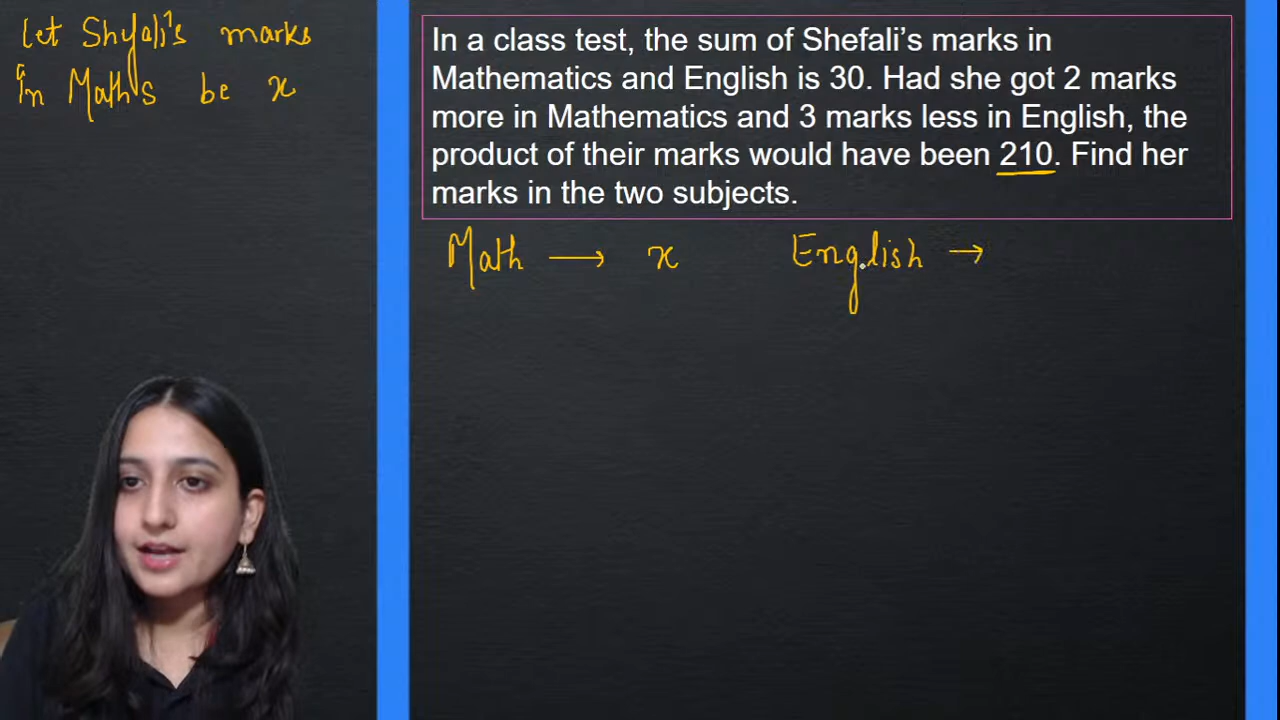 Let Shyali's marks
in Maths be x
In a class test, the sum of Shefali’s marks in
Mathematics and English is 30. Had she got 2 marks
more in Mathematics and 3 marks less in English, the
product of their marks would have been 210. Find her
marks in the two subjects.
Math → x English →